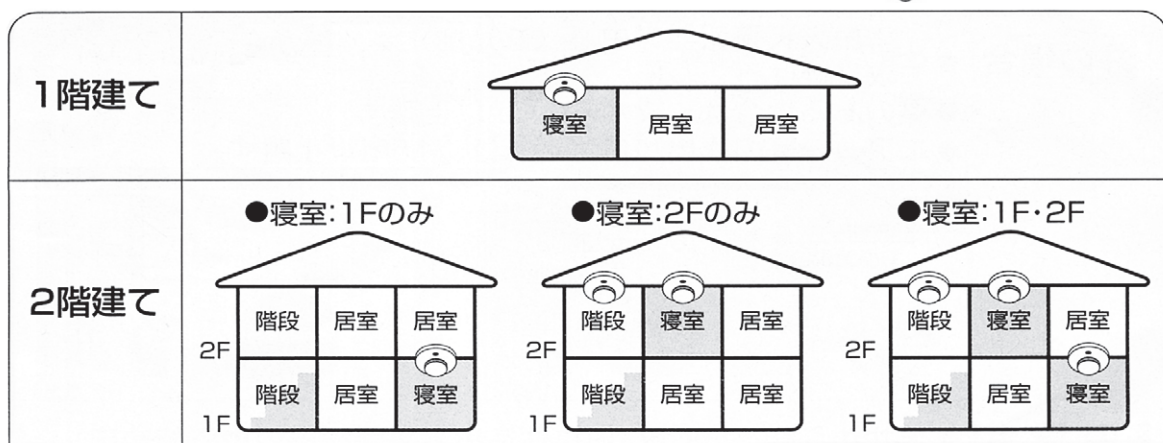 1階建て
寝室 居室 居室
2階建て
●寝室:1Fのみ
階段 居室 居室
2F
階段 居室 寝室
1F
●寝室:2Fのみ
階段 寝室 居室
2F
階段 居室 居室
1F
●寝室:1F・2F
階段 寝室 居室
2F
階段 居室 寝室
1F